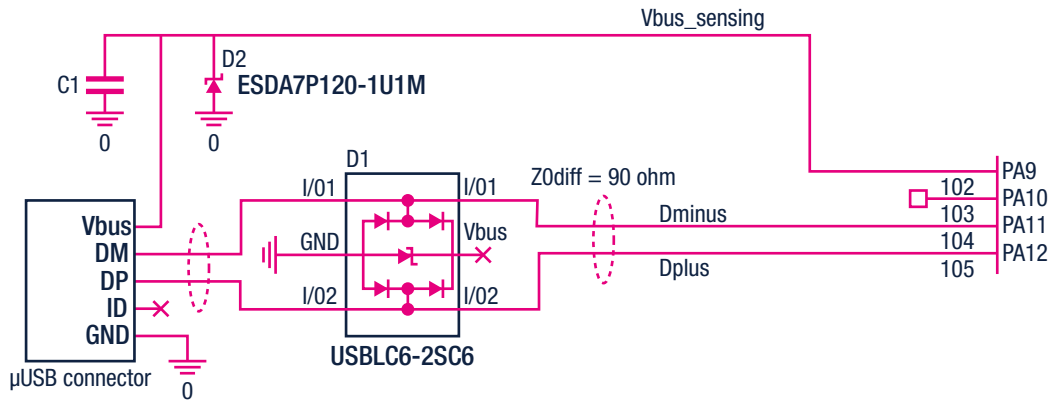 Vbus_sensing
D2
C1
ESDA7P120-1U1M
0
0
D1
I/01
I/01
Z0diff = 90 ohm
PA9
102
PA10
Vbus
Dminus
103
PA11
GND
Vbus
DM
104
PA12
DP
Dplus
105
I/02
I/02
ID
GND
USBLC6-2SC6
µUSB connector
0